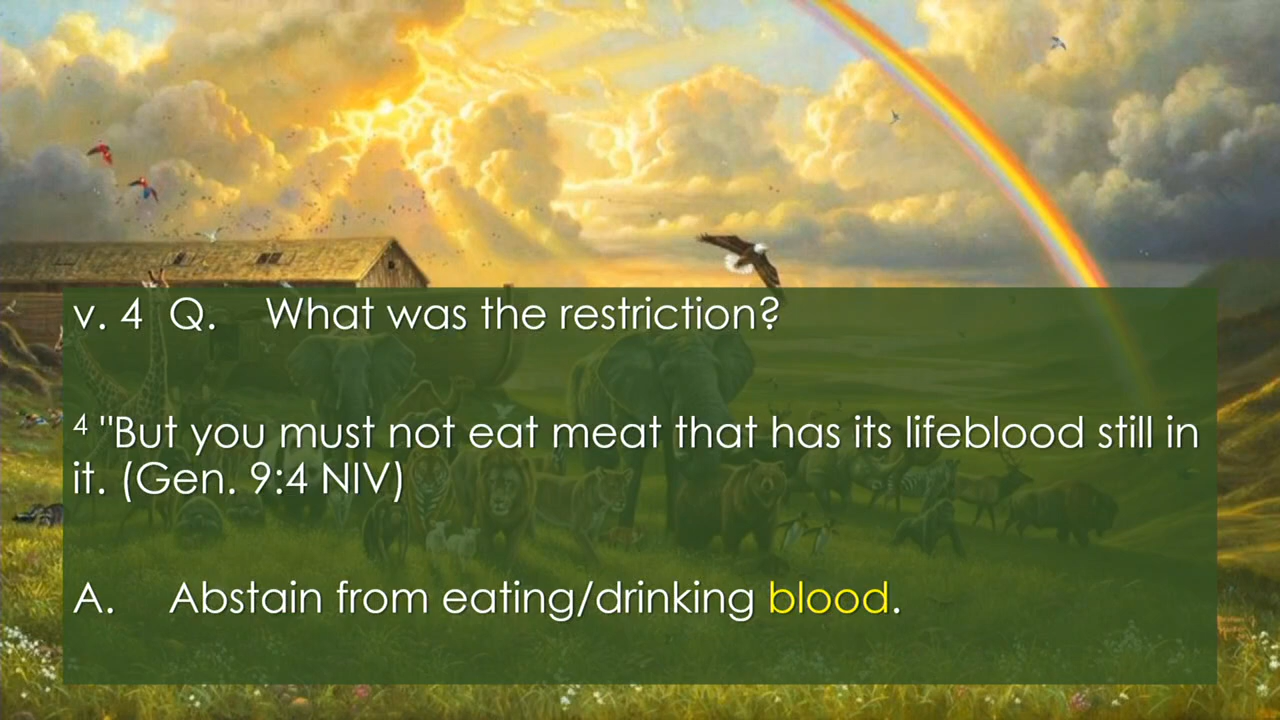 v. 4 Q. What was the restriction?
4 "But you must not eat meat that has its lifeblood still in
it. (Gen. 9:4 NIV)
A. Abstain from eating/drinking blood.